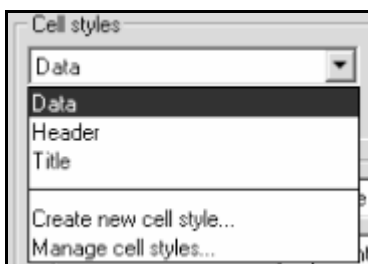 Cell styles
Data
Data
Header
Title
Create new cell style...
Manage cell styles...